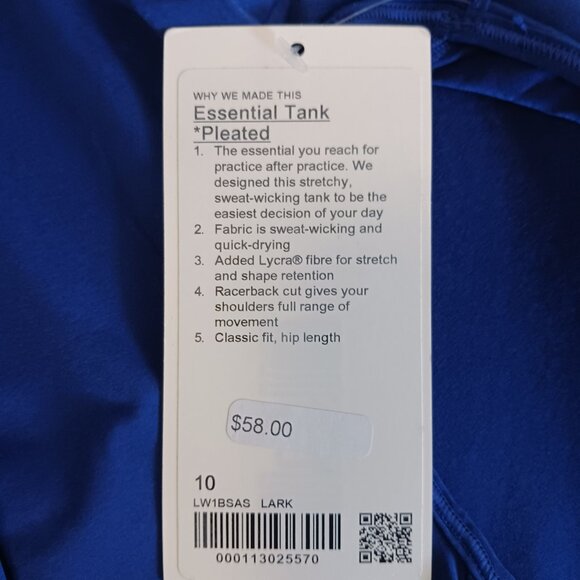 WHY WE MADE THIS
Essential Tank
*Pleated
1. The essential you reach for
practice after practice. We
designed this stretchy,
sweat-wicking tank to be the
easiest decision of your day
2. Fabric is sweat-wicking and
quick-drying
3. Added Lycra® fibre for stretch
and shape retention
4. Racerback cut gives your
shoulders full range of
movement
5. Classic fit, hip length
$58.00
10
LW1BSAS LARK
000113025570